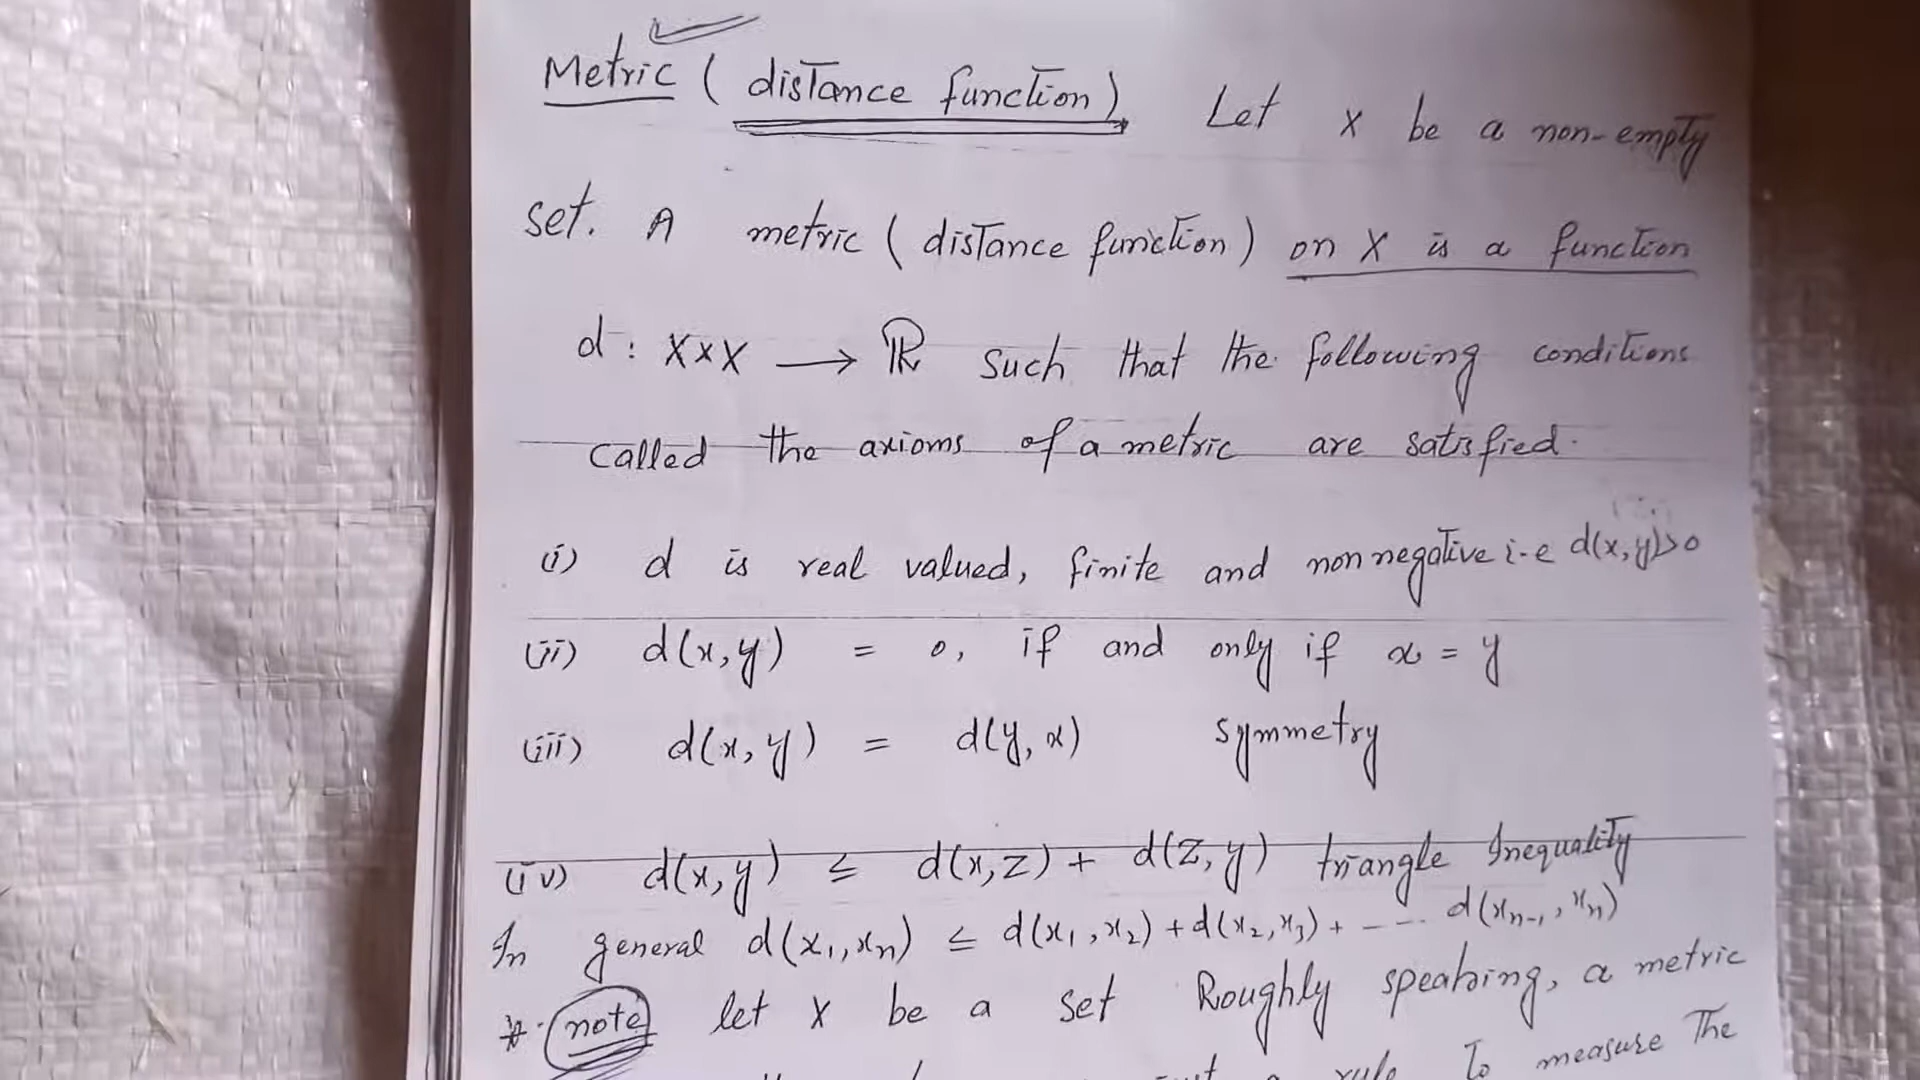 Metric (distance function) Let X be a non-empty
set. A metric (distance function) on X is a function
d : X×X ⟶ ℝ such that the following conditions
called the axioms of a metric are satisfied.
(i) d is real valued, finite and non negative i-e d(x,y)>0
(ii) d(x,y) = 0, if and only if x = y
(iii) d(x,y) = d(y,x) symmetry
(iv) d(x,y) ≤ d(x,z) + d(z,y) triangle Inequality
In general d(x₁,xₙ) ≤ d(x₁,x₂) + d(x₂,x₃) + ---- d(xₙ₋₁,xₙ)
* note let X be a set Roughly speaking, a metric
rule To measure The